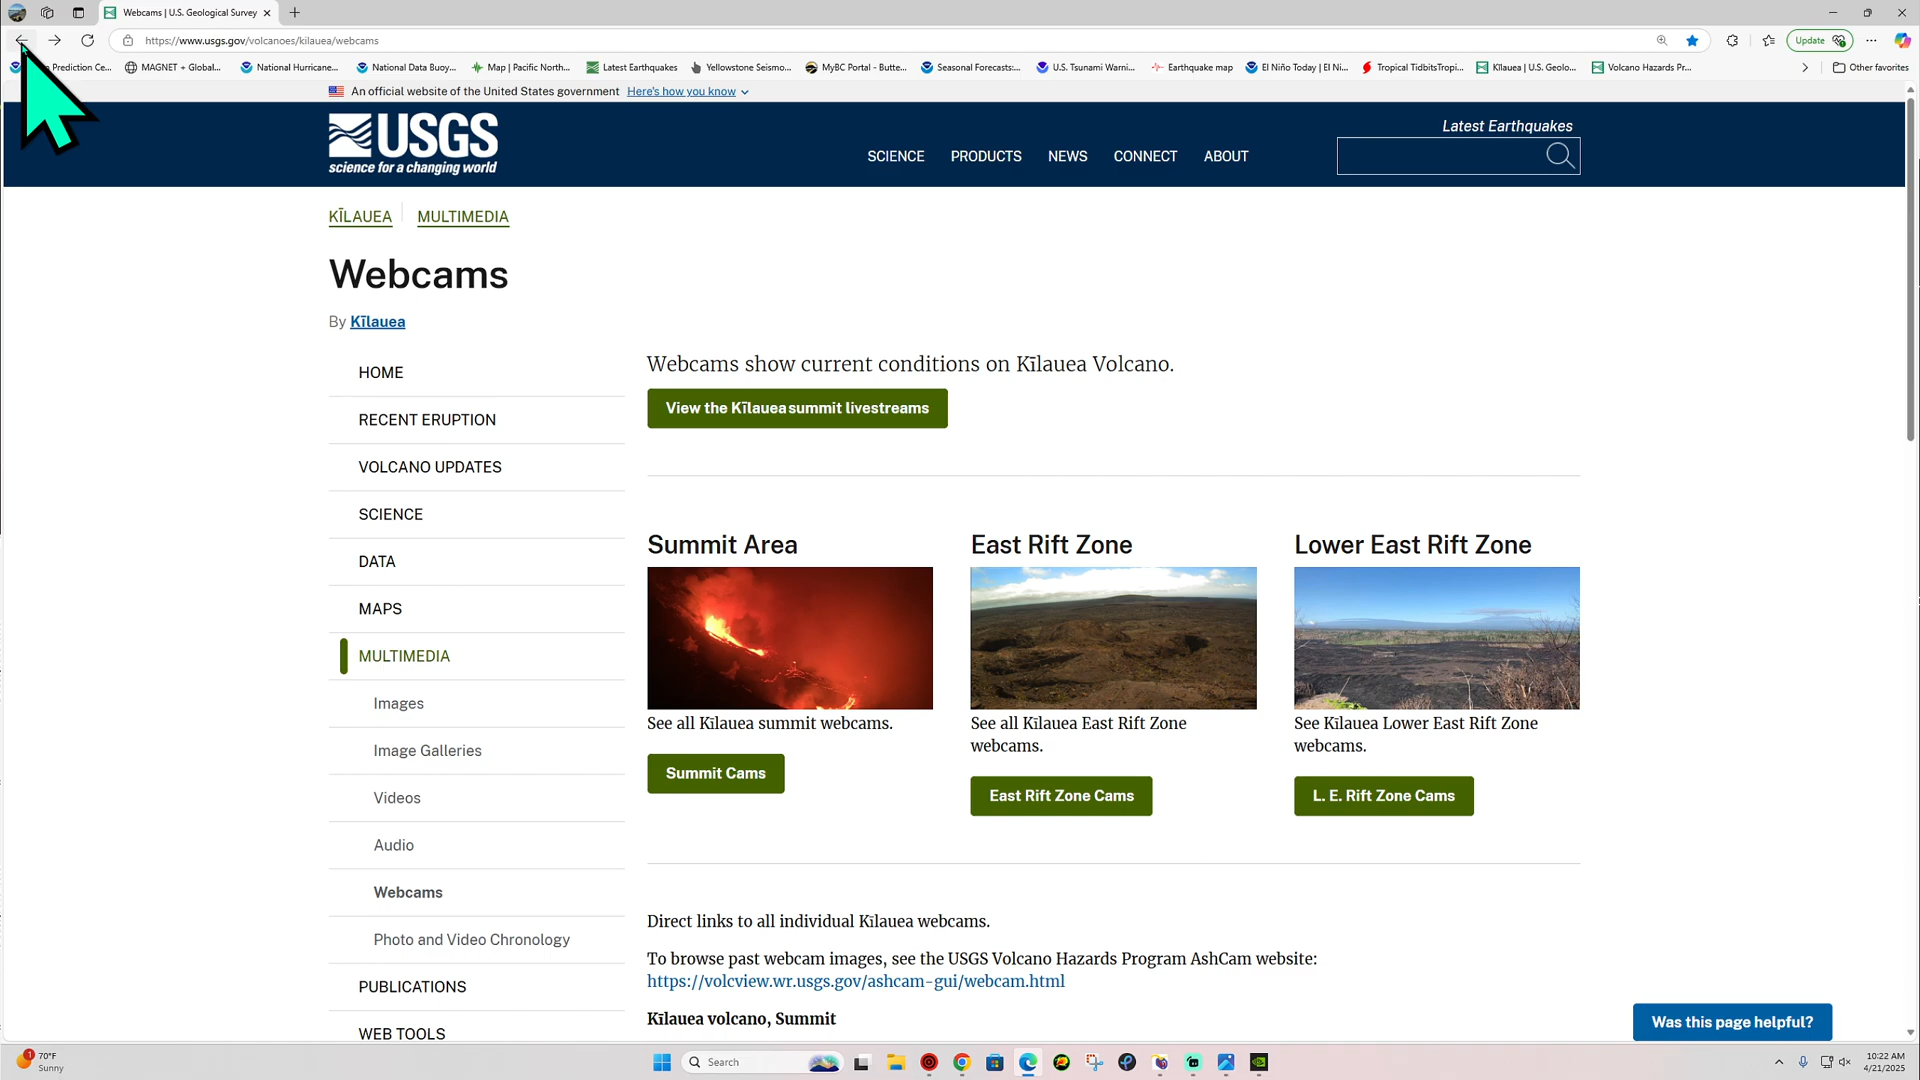 Webcams | U.S. Geological Survey
https://www.usgs.gov/volcanoes/kilauea/webcams
Update
Prediction Ce...
MAGNET + Global...
National Hurricane...
National Data Buoy...
Map | Pacific North...
Latest Earthquakes
Yellowstone Seismo...
MyBC Portal - Butte...
Seasonal Forecasts:...
U.S. Tsunami Warni...
Earthquake map
El Niño Today | El Ni...
Tropical TidbitsTropi...
Kīlauea | U.S. Geolo...
Volcano Hazards Pr...
Other favorites
An official website of the United States government Here's how you know
USGS
science for a changing world
SCIENCE
PRODUCTS
NEWS
CONNECT
ABOUT
Latest Earthquakes
KĪLAUEA
MULTIMEDIA
Webcams
By Kīlauea
HOME
RECENT ERUPTION
VOLCANO UPDATES
SCIENCE
DATA
MAPS
MULTIMEDIA
Images
Image Galleries
Videos
Audio
Webcams
Photo and Video Chronology
PUBLICATIONS
WEB TOOLS
Webcams show current conditions on Kīlauea Volcano.
View the Kīlauea summit livestreams
Summit Area
See all Kīlauea summit webcams.
Summit Cams
East Rift Zone
See all Kīlauea East Rift Zone
webcams.
East Rift Zone Cams
Lower East Rift Zone
See Kīlauea Lower East Rift Zone
webcams.
L. E. Rift Zone Cams
Direct links to all individual Kīlauea webcams.
To browse past webcam images, see the USGS Volcano Hazards Program AshCam website:
https://volcview.wr.usgs.gov/ashcam-gui/webcam.html
Kīlauea volcano, Summit
Was this page helpful?
1
70°F
Sunny
Search
10:22 AM
4/21/2025